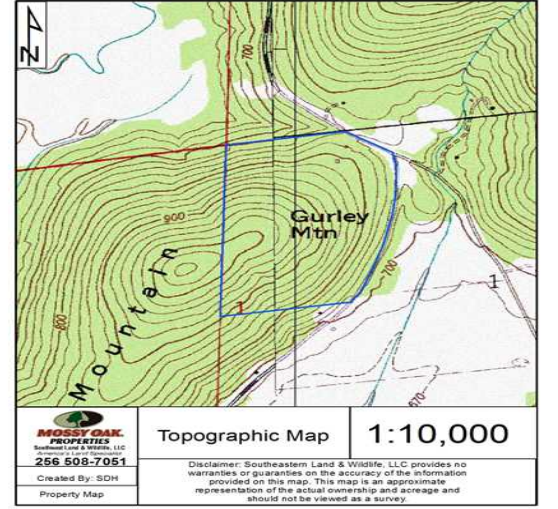 N
700
900
Gurley
Mtn
Mountain
800
700
1
1
670
MOSSY OAK.
PROPERTIES
Southeast Land & Wildlife, LLC
America's Land Specialist
256 508-7051
Created By: SDH
Property Map
Topographic Map
1:10,000
Disclaimer: Southeastern Land & Wildlife, LLC provides no
warranties or guaranties on the accuracy of the information
provided on this map. This map is an approximate
representation of the actual ownership and acreage and
should not be viewed as a survey.